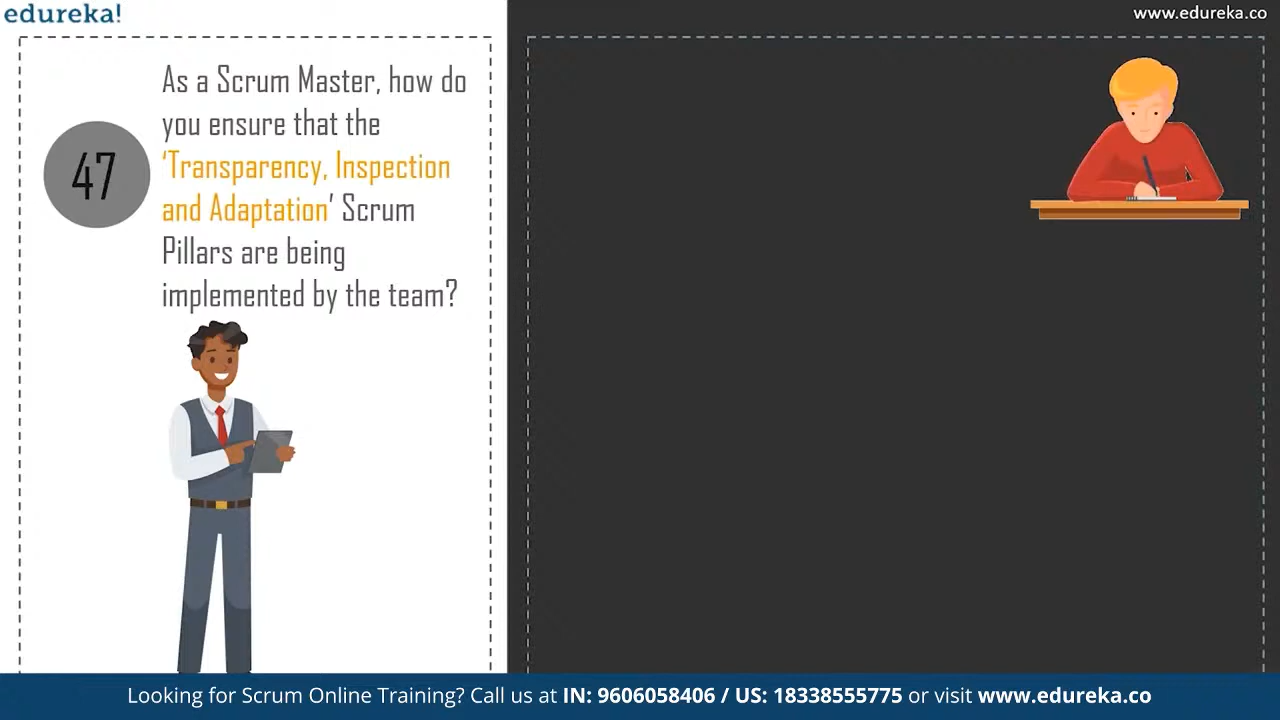 edureka!
www.edureka.co
47
As a Scrum Master, how do
you ensure that the
‘Transparency, Inspection
and Adaptation’ Scrum
Pillars are being
implemented by the team?
Looking for Scrum Online Training? Call us at IN: 9606058406 / US: 18338555775 or visit www.edureka.co